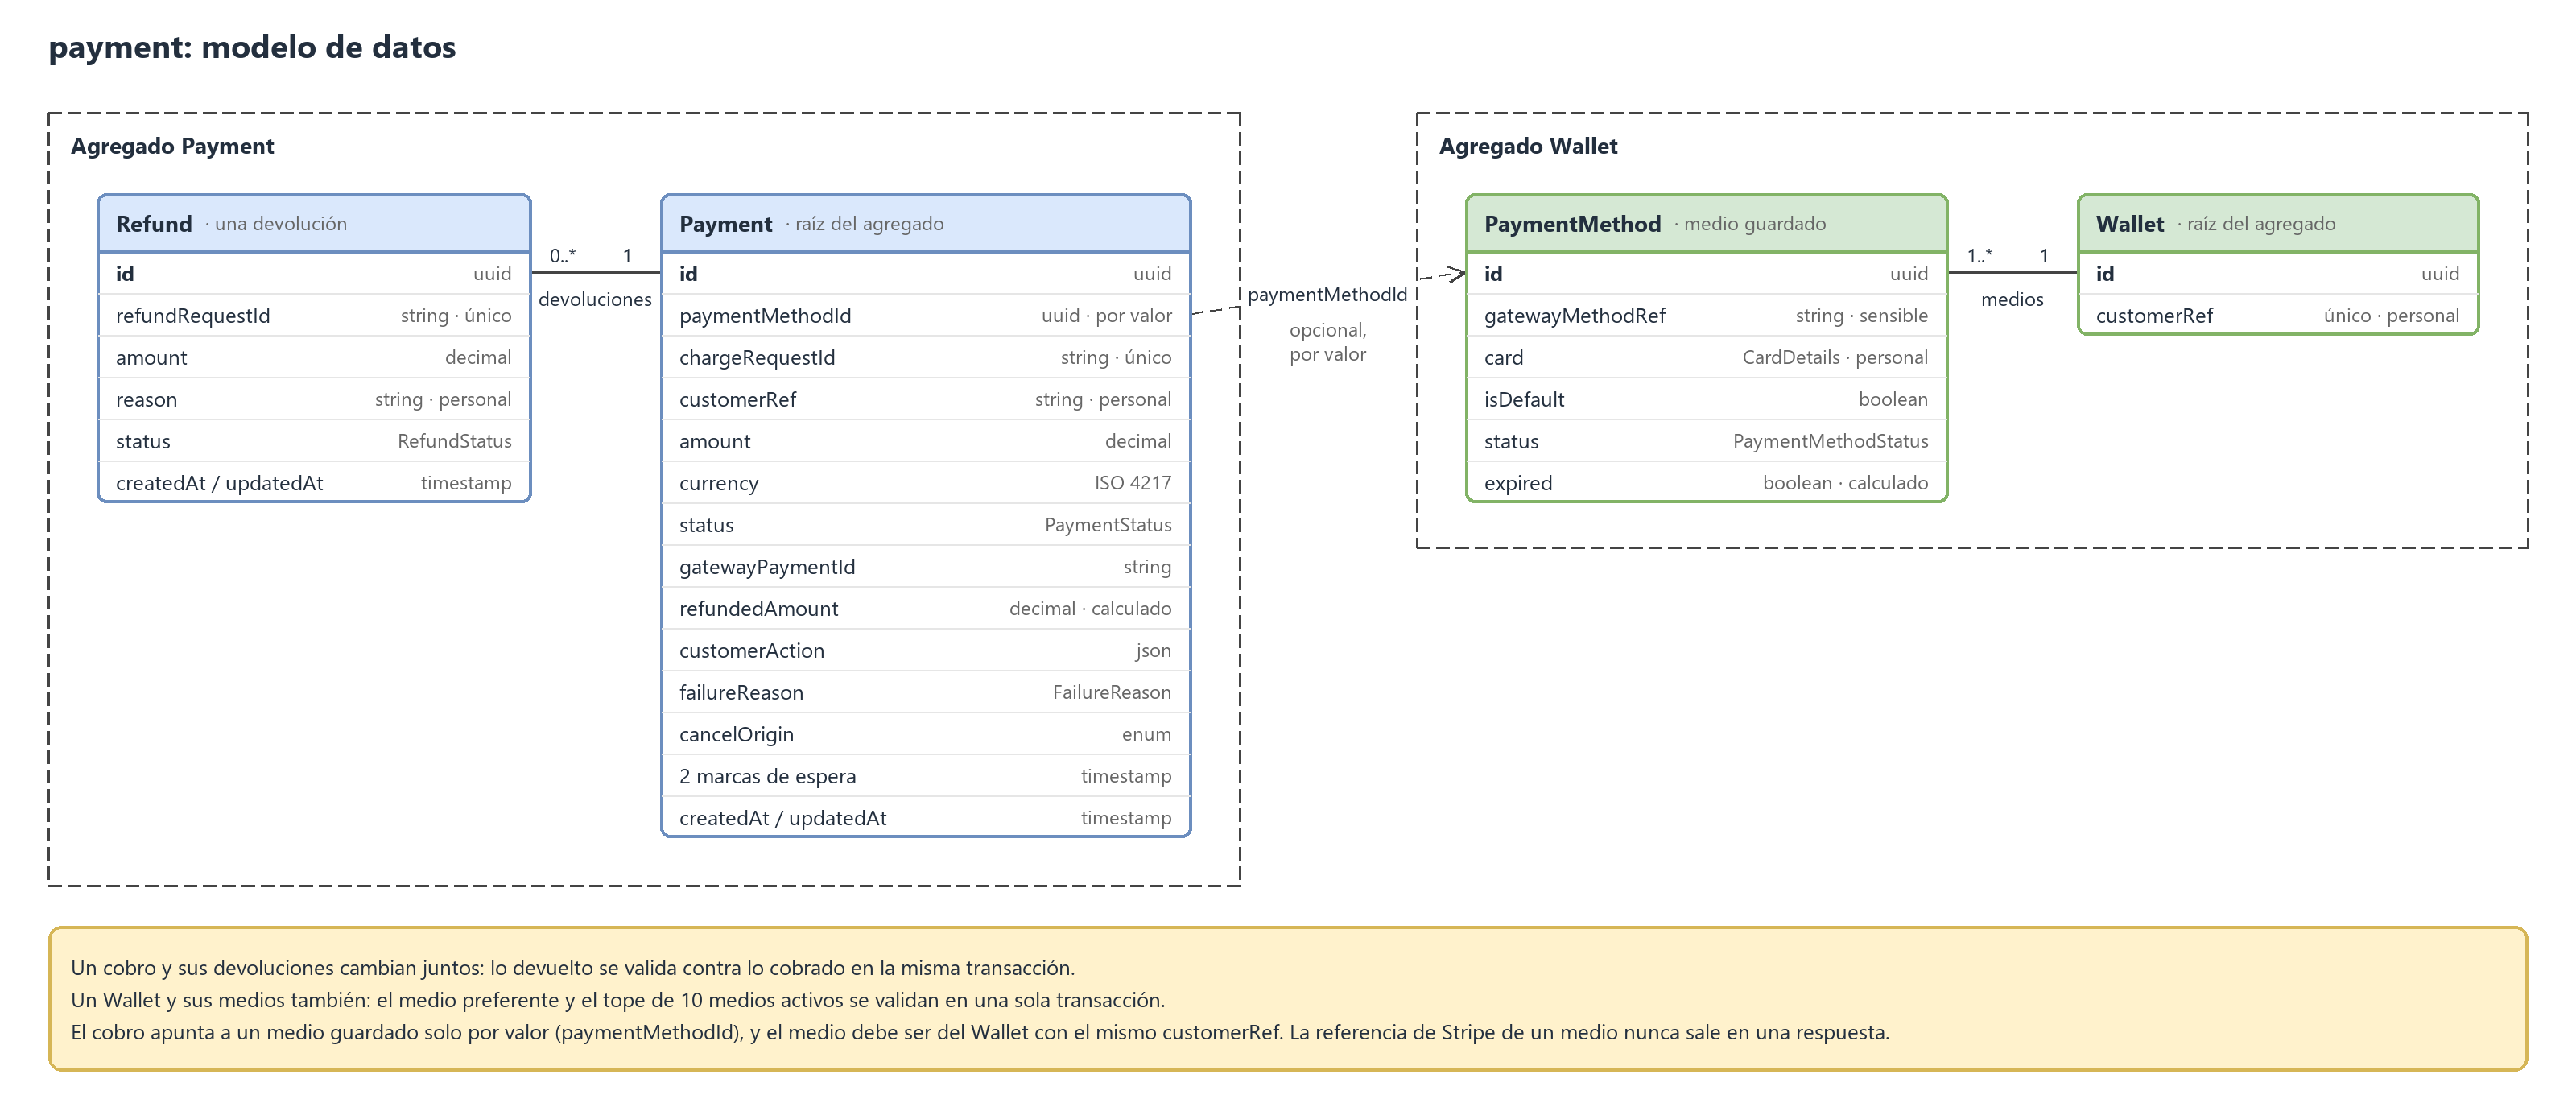 payment: modelo de datos
Agregado Payment
Refund · una devolución
id uuid
refundRequestId string · único
amount decimal
reason string · personal
status RefundStatus
createdAt / updatedAt timestamp
0..* 1
devoluciones
Payment · raíz del agregado
id uuid
paymentMethodId uuid · por valor
chargeRequestId string · único
customerRef string · personal
amount decimal
currency ISO 4217
status PaymentStatus
gatewayPaymentId string
refundedAmount decimal · calculado
customerAction json
failureReason FailureReason
cancelOrigin enum
2 marcas de espera timestamp
createdAt / updatedAt timestamp
paymentMethodId
opcional,
por valor
Agregado Wallet
PaymentMethod · medio guardado
id uuid
gatewayMethodRef string · sensible
card CardDetails · personal
isDefault boolean
status PaymentMethodStatus
expired boolean · calculado
1..* 1
medios
Wallet · raíz del agregado
id uuid
customerRef único · personal
Un cobro y sus devoluciones cambian juntos: lo devuelto se valida contra lo cobrado en la misma transacción.
Un Wallet y sus medios también: el medio preferente y el tope de 10 medios activos se validan en una sola transacción.
El cobro apunta a un medio guardado solo por valor (paymentMethodId), y el medio debe ser del Wallet con el mismo customerRef. La referencia de Stripe de un medio nunca sale en una respuesta.